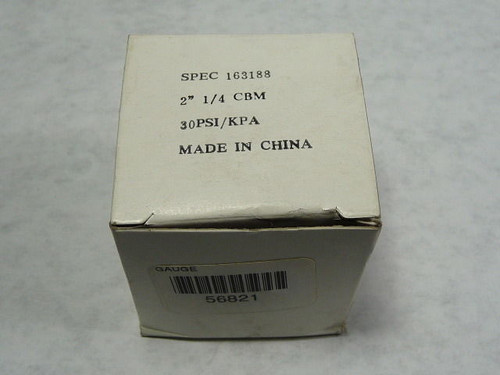 SPEC 163188
2" 1/4 CBM
30PSI/KPA
MADE IN CHINA
GAUGE
56821